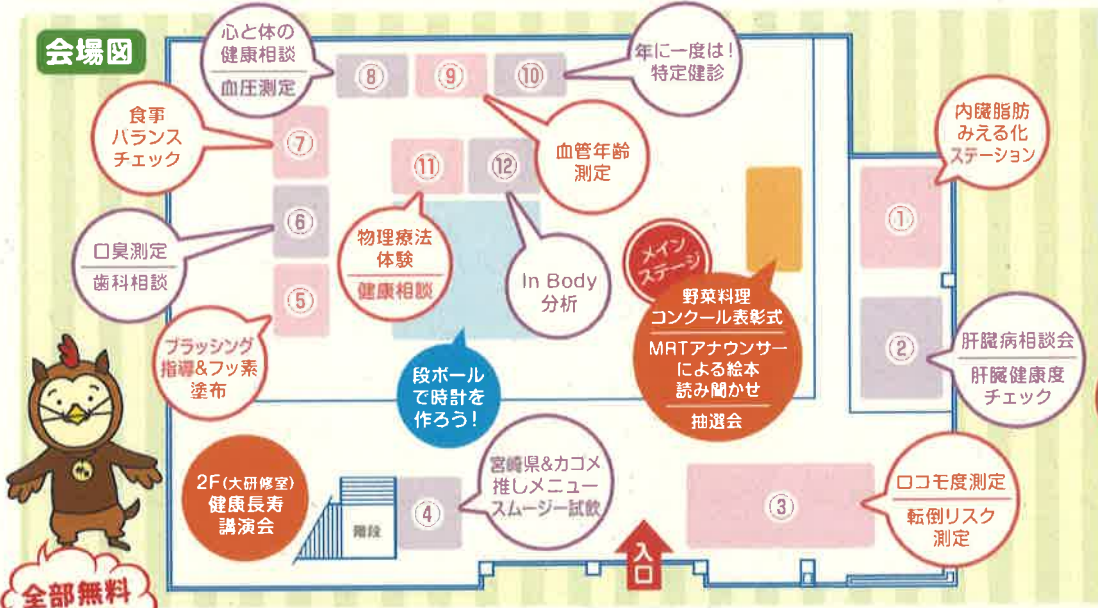 会場図
心と体の
健康相談
血圧測定
⑧
⑨
⑩
年に一度は！
特定健診
食事
バランス
チェック
⑦
⑪
⑫
血管年齢
測定
内臓脂肪
みえる化
ステーション
①
口臭測定
歯科相談
⑥
物理療法
体験
健康相談
In Body
分析
メイン
ステージ
野菜料理
コンクール表彰式
MRTアナウンサー
による絵本
読み聞かせ
抽選会
ブラッシング
指導&フッ素
塗布
⑤
段ボール
で時計を
作ろう！
②
肝臓病相談会
肝臓健康度
チェック
2F(大研修室)
健康長寿
講演会
階段
④
宮崎県&カゴメ
推しメニュー
スムージー試飲
入口
③
ロコモ度測定
転倒リスク
測定
全部無料